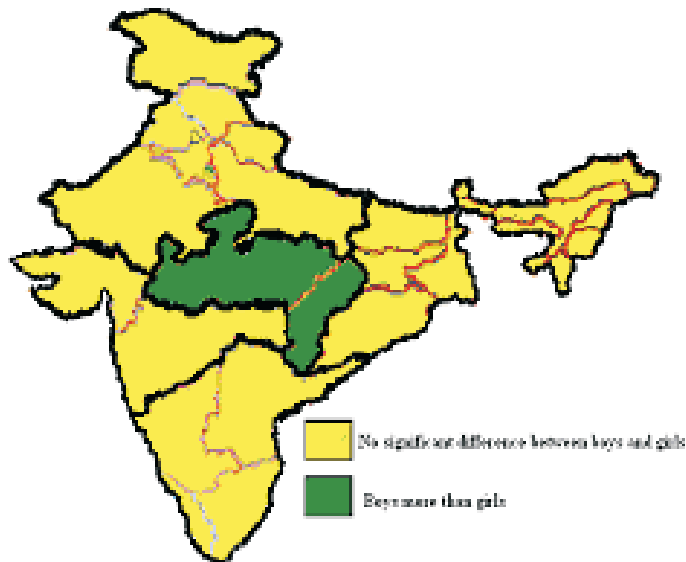 No significant difference between boys and girls
Boys more than girls